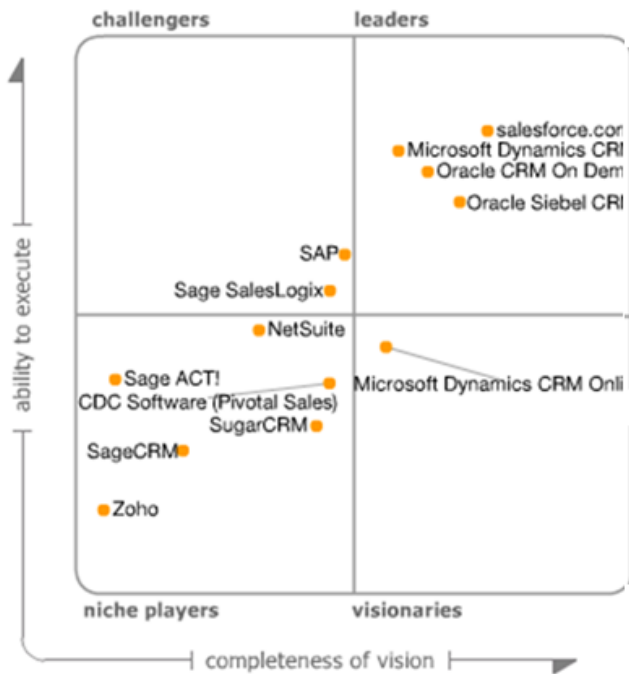 challengers
leaders
salesforce.com
Microsoft Dynamics CRM
Oracle CRM On Dem
Oracle Siebel CRM
SAP
Sage SalesLogix
NetSuite
Sage ACT!
Microsoft Dynamics CRM Onli
CDC Software (Pivotal Sales)
SugarCRM
SageCRM
Zoho
niche players
visionaries
ability to execute
completeness of vision